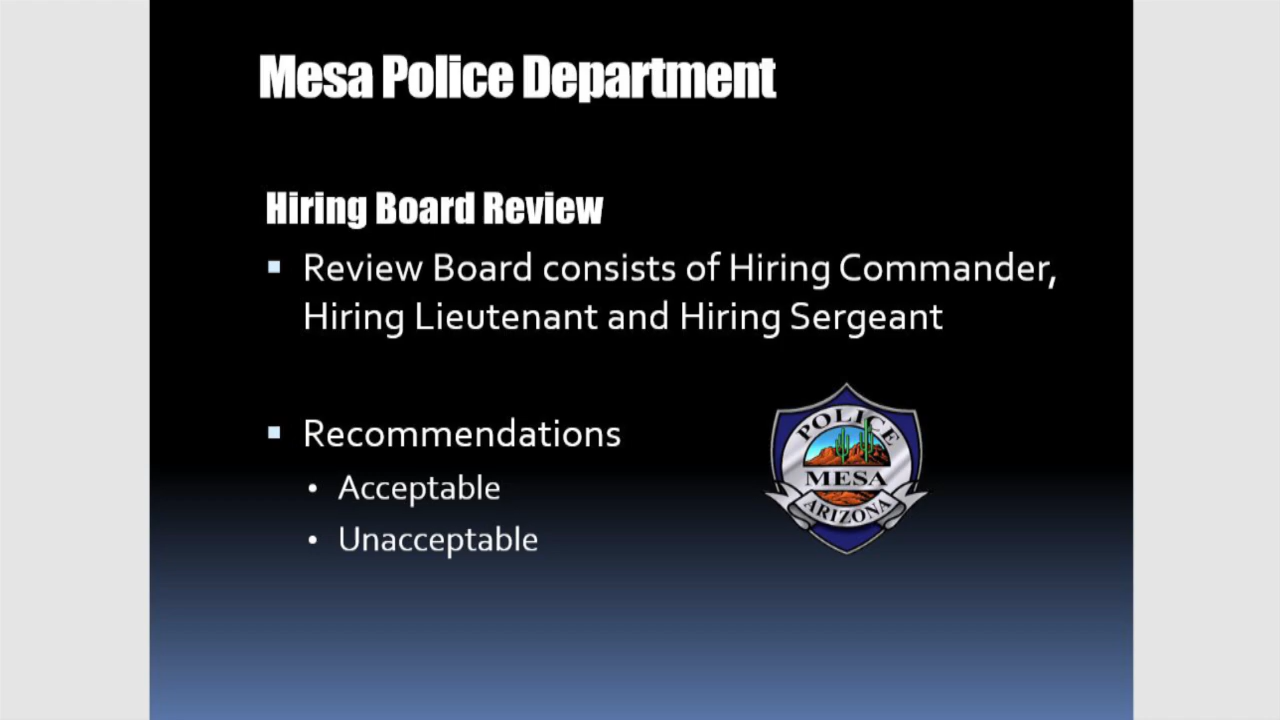 Mesa Police Department
Hiring Board Review
Review Board consists of Hiring Commander,
Hiring Lieutenant and Hiring Sergeant
Recommendations
Acceptable
Unacceptable
POLICE
MESA
ARIZONA